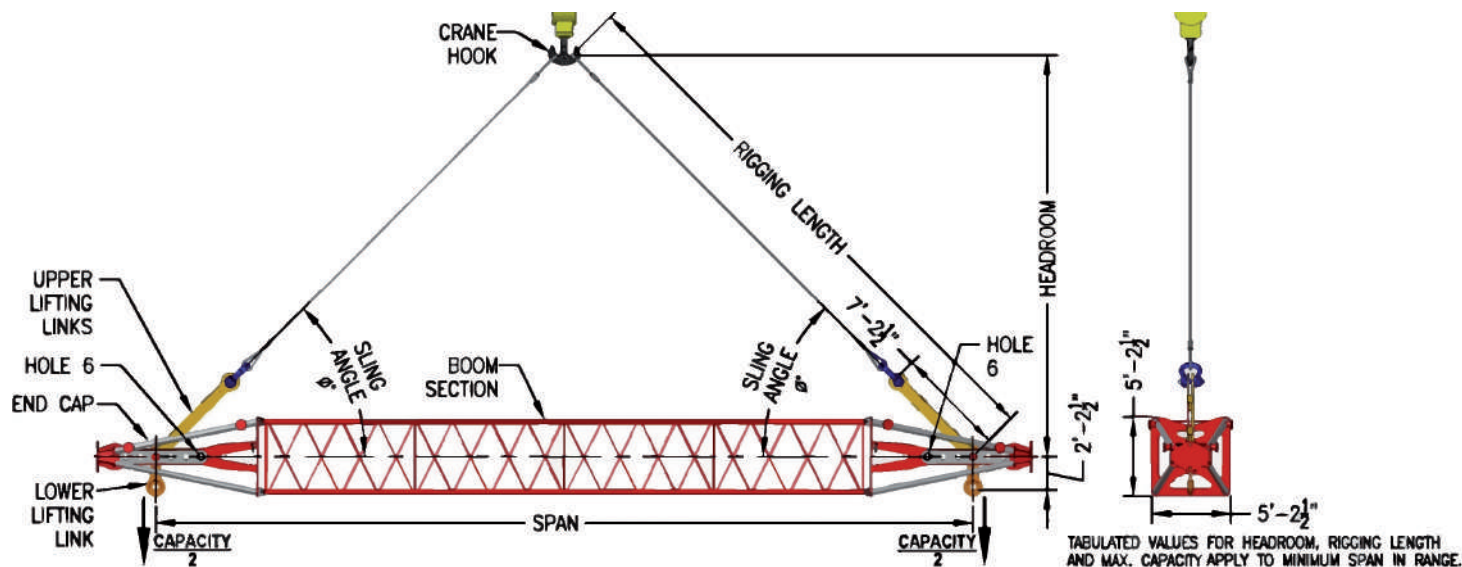 CRANE
HOOK
RIGGING LENGTH
HEADROOM
UPPER
LIFTING
LINKS
HOLE 6
END CAP
SLING
ANGLE
ø°
BOOM
SECTION
SLING
ANGLE
ø°
7'-2½"
HOLE
6
2'-2½"
5'-2½"
LOWER
LIFTING
LINK
CAPACITY
2
SPAN
CAPACITY
2
5'-2½"
TABULATED VALUES FOR HEADROOM, RIGGING LENGTH
AND MAX. CAPACITY APPLY TO MINIMUM SPAN IN RANGE.